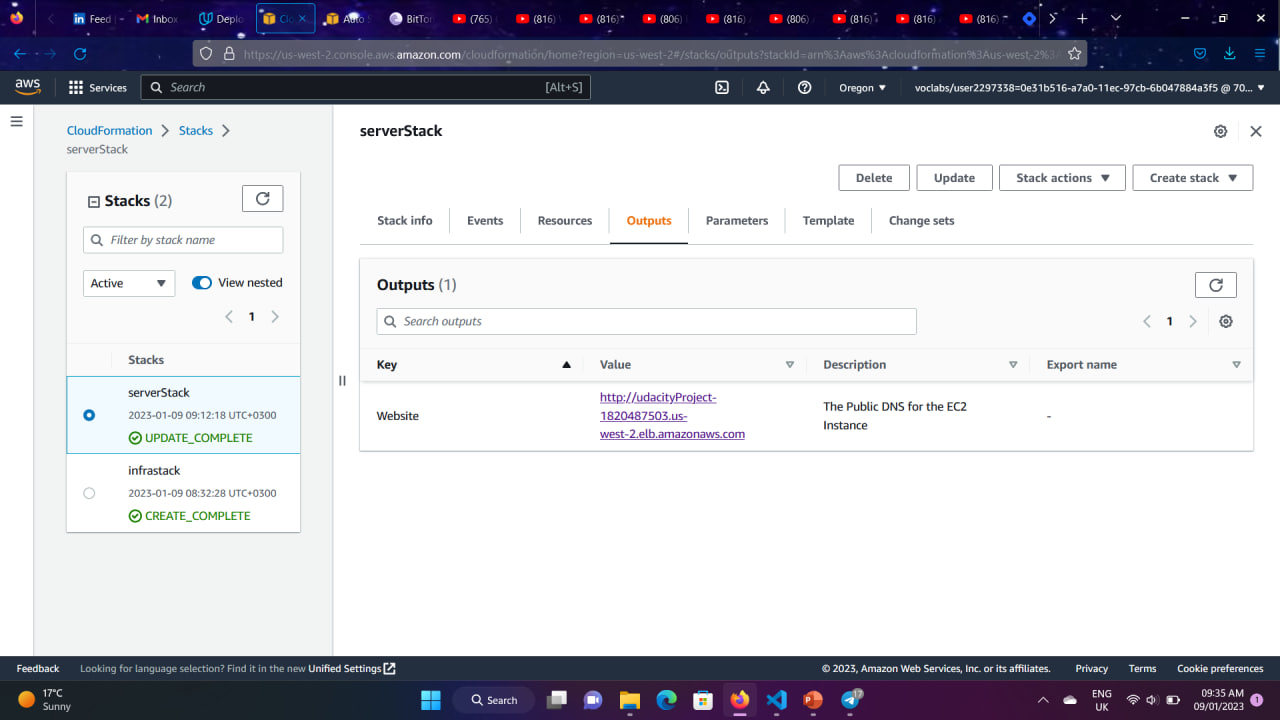 Feed
Inbox
Deplo
Clo
Auto S
BitTor
(765) (
(816)
(816)
(806)
(816)
(806)
(816)
(816)
(816)
https://us-west-2.console.aws.amazon.com/cloudformation/home?region=us-west-2#/stacks/outputs?stackId=arn%3Aaws%3Acloudformation%3Aus-west-2%3A
aws
Services
Search
[Alt+S]
Oregon
voclabs/user2297338=0e31b516-a7a0-11ec-97cb-6b047884a3f5 @ 70...
CloudFormation
Stacks
serverStack
Stacks (2)
Filter by stack name
Active
View nested
1
Stacks
serverStack
2023-01-09 09:12:18 UTC+0300
UPDATE_COMPLETE
infrastack
2023-01-09 08:32:28 UTC+0300
CREATE_COMPLETE
serverStack
Delete
Update
Stack actions
Create stack
Stack info
Events
Resources
Outputs
Parameters
Template
Change sets
Outputs (1)
Search outputs
1
Key
Value
Description
Export name
Website
http://udacityProject-
1820487503.us-
west-2.elb.amazonaws.com
The Public DNS for the EC2
Instance
-
Feedback
Looking for language selection? Find it in the new Unified Settings
© 2023, Amazon Web Services, Inc. or its affiliates.
Privacy
Terms
Cookie preferences
17°C
Sunny
Search
17
ENG
UK
09:35 AM
09/01/2023
1